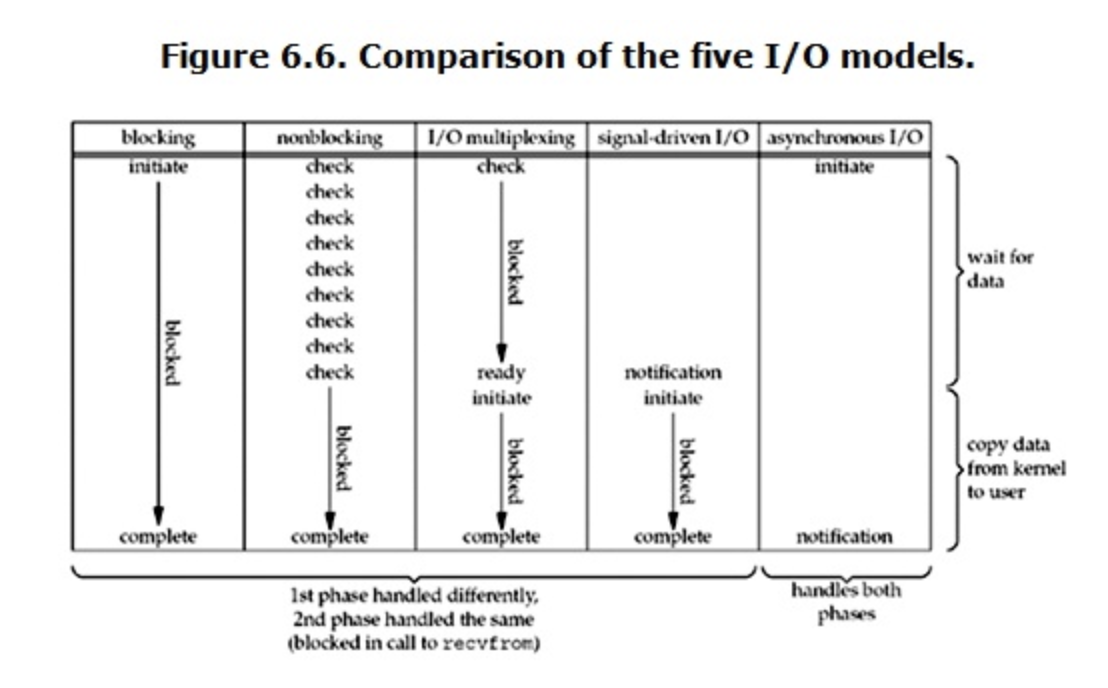 Figure 6.6. Comparison of the five I/O models.
blocking nonblocking I/O multiplexing signal-driven I/O asynchronous I/O
initiate check check initiate
check
check
check
check
check
check
check
check ready notification
initiate initiate
blocked
blocked
blocked
blocked
blocked
complete complete complete complete notification
wait for
data
copy data
from kernel
to user
1st phase handled differently,
2nd phase handled the same
(blocked in call to recvfrom)
handles both
phases